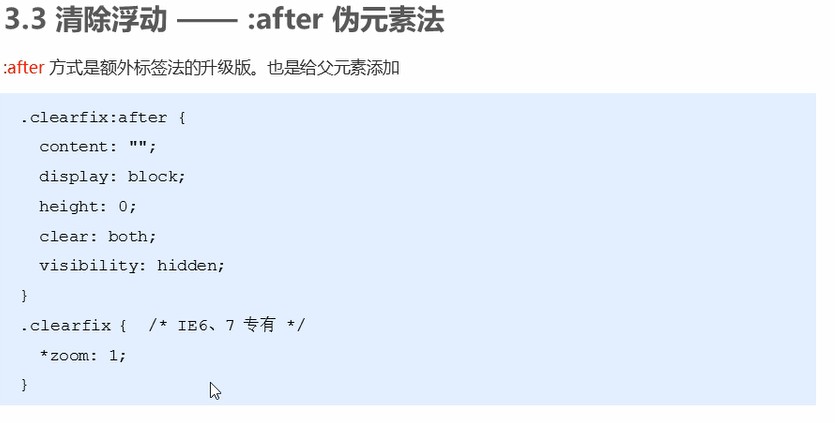 3.3 清除浮动 —— :after 伪元素法
:after 方式是额外标签法的升级版。也是给父元素添加
.clearfix:after {
content: "";
display: block;
height: 0;
clear: both;
visibility: hidden;
}
.clearfix { /* IE6、7 专有 */
*zoom: 1;
}